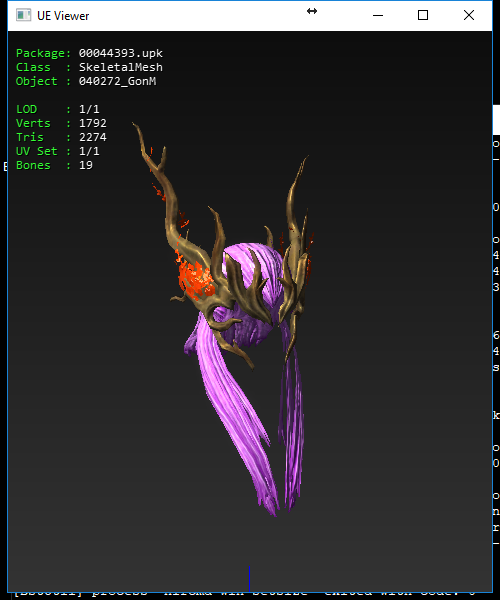 UE Viewer
Package: 00044393.upk
Class : SkeletalMesh
Object : 040272_GonM
LOD : 1/1
Verts : 1792
Tris : 2274
UV Set : 1/1
Bones : 19